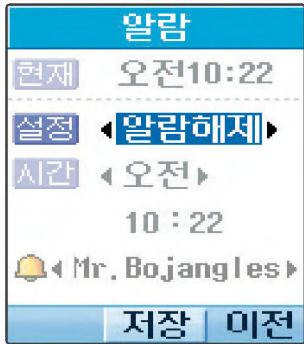 알람
현재 오전10:22
설정 알람해제
시간 오전
10:22
Mr.Bojangles
저장 이전